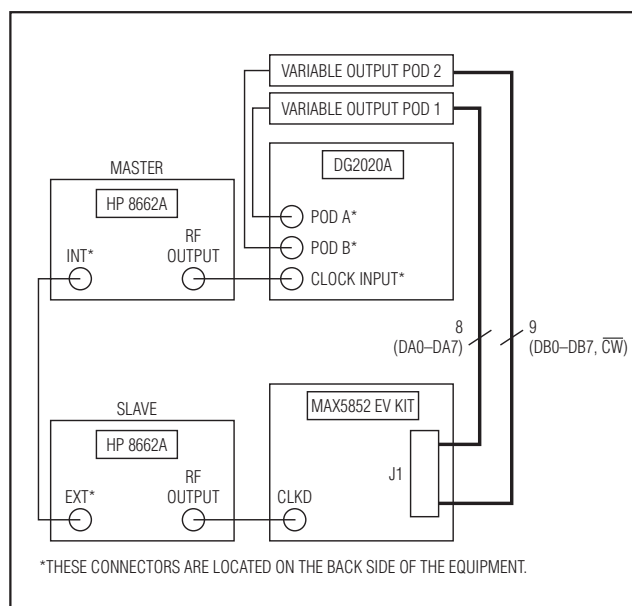 VARIABLE OUTPUT POD 2
VARIABLE OUTPUT POD 1
DG2020A
MASTER
HP 8662A
POD A*
POD B*
INT*
RF
OUTPUT
CLOCK INPUT*
8
(DA0–DA7)
9
(DB0–DB7, C̅W̅)
SLAVE
HP 8662A
MAX5852 EV KIT
J1
EXT*
RF
OUTPUT
CLKD
*THESE CONNECTORS ARE LOCATED ON THE BACK SIDE OF THE EQUIPMENT.